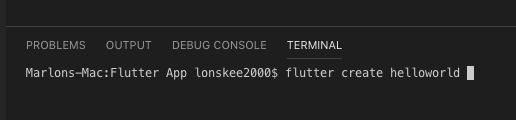 PROBLEMS OUTPUT DEBUG CONSOLE TERMINAL
Marlons-Mac:Flutter App lonskee2000$ flutter create helloworld